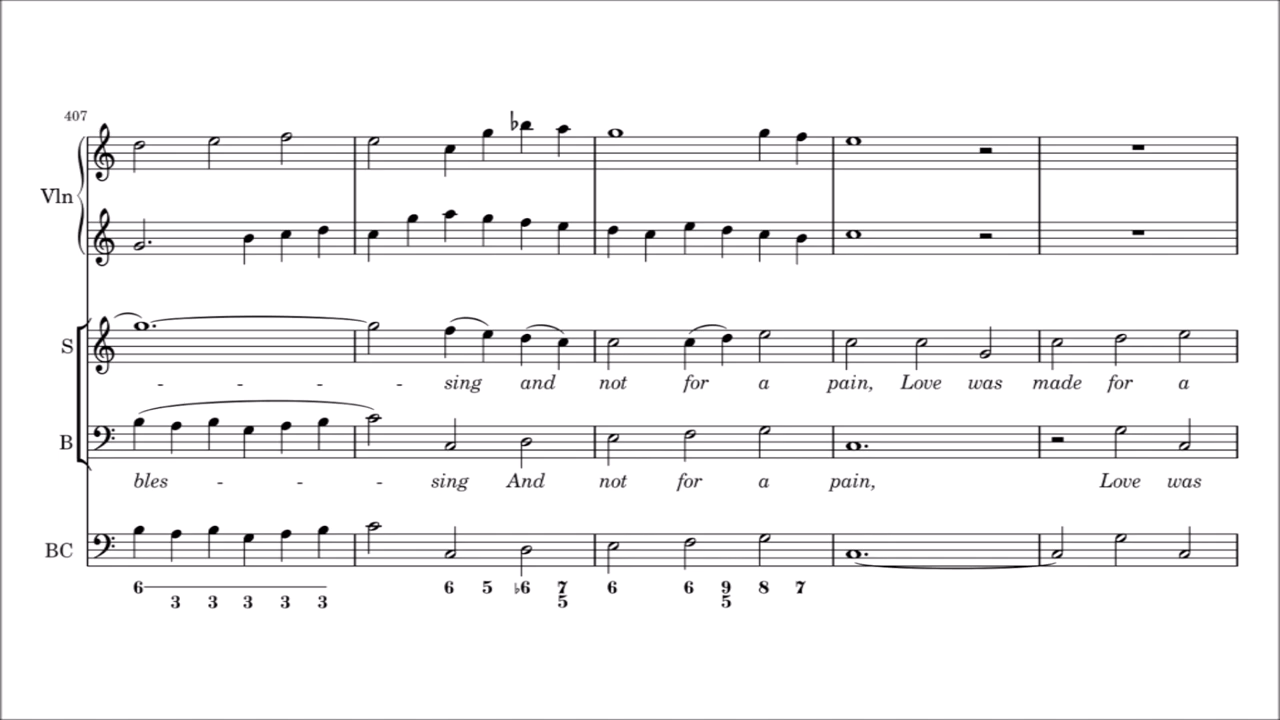 407
Vln
S
- - - - sing and not for a pain, Love was made for a
B
bles - - - sing And not for a pain, Love was
BC
6 6 5 ♭6 7 6 6 9 8 7
3 3 3 3 3 5 5